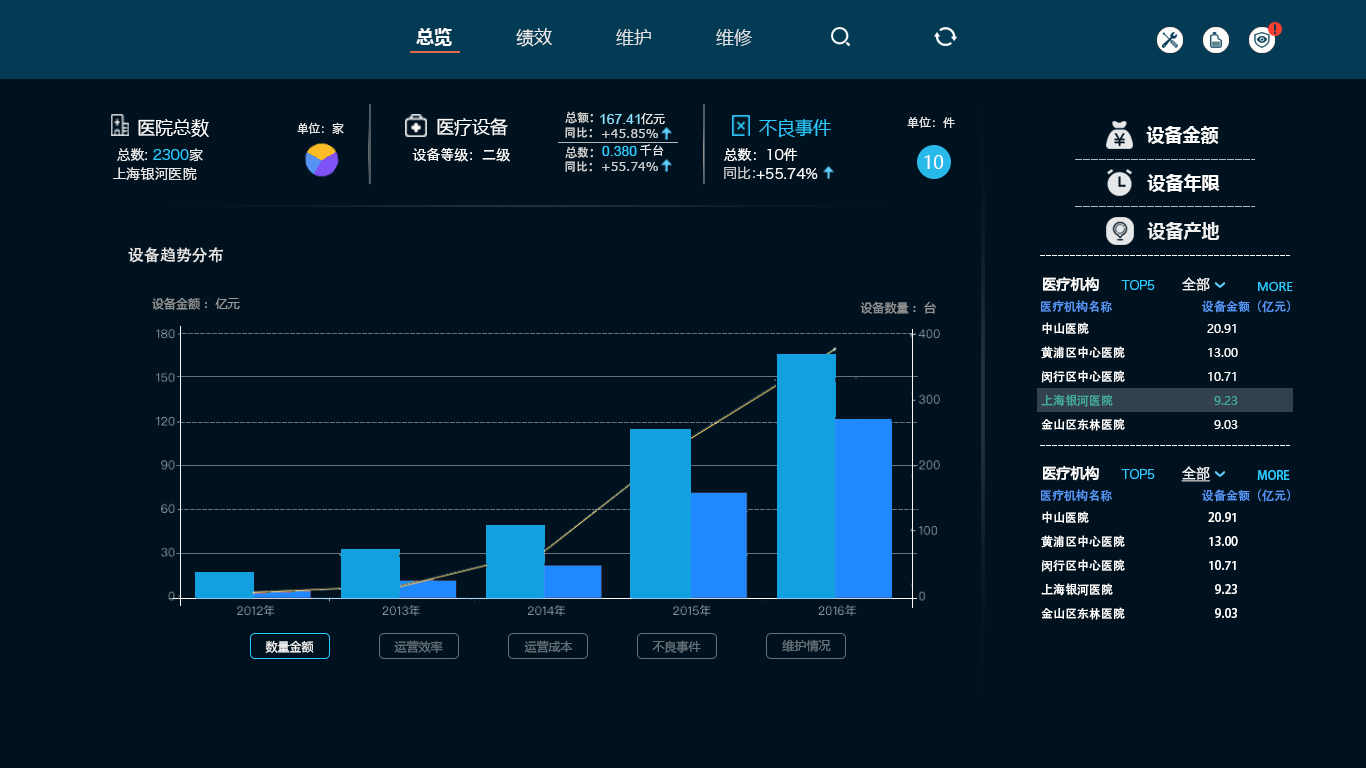 总览 绩效 维护 维修
!
医院总数 单位：家
总数: 2300家
上海银河医院
医疗设备
设备等级：二级
总额：167.41亿元
同比：+45.85%
总数：0.380 千台
同比：+55.74%
不良事件 单位：件
总数：10件
同比:+55.74%
10
设备金额
设备年限
设备产地
设备趋势分布
设备金额 ：亿元
设备数量 ：台
180 400
150 300
120
90 200
60 100
30
0 0
2012年 2013年 2014年 2015年 2016年
数量金额 运营效率 运营成本 不良事件 维护情况
医疗机构 TOP5 全部 MORE
医疗机构名称 设备金额（亿元）
中山医院 20.91
黄浦区中心医院 13.00
闵行区中心医院 10.71
上海银河医院 9.23
金山区东林医院 9.03
医疗机构 TOP5 全部 MORE
医疗机构名称 设备金额（亿元）
中山医院 20.91
黄浦区中心医院 13.00
闵行区中心医院 10.71
上海银河医院 9.23
金山区东林医院 9.03